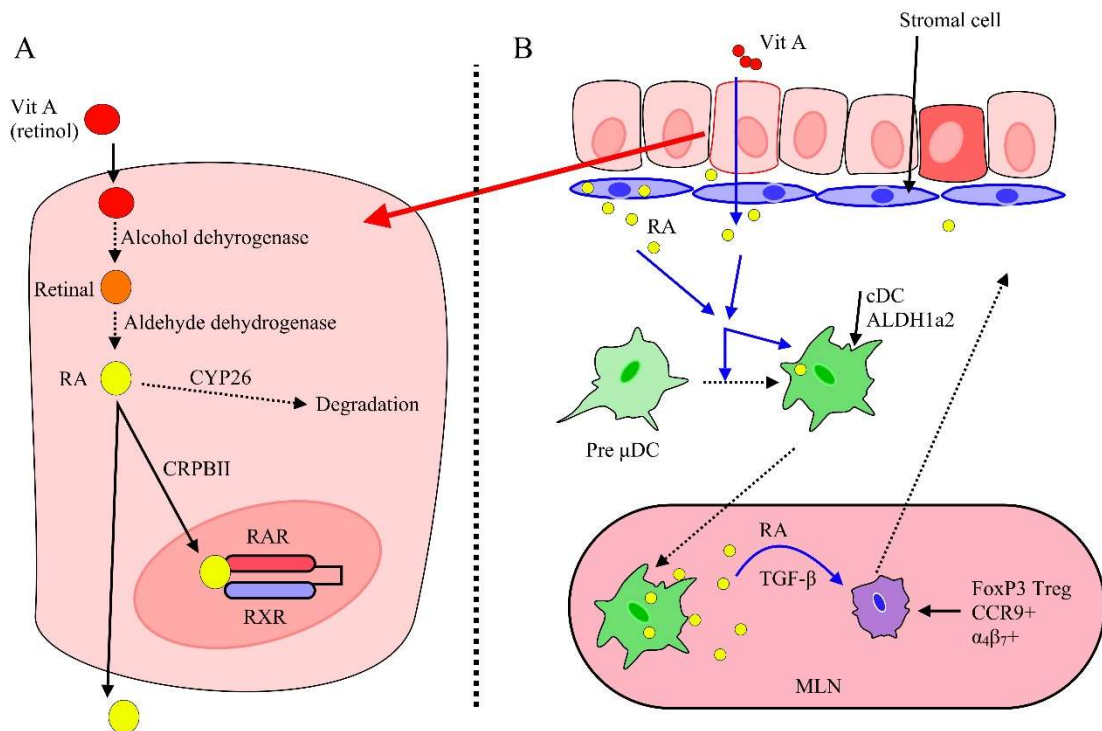 A
Vit A
(retinol)
Alcohol dehyrogenase
Retinal
Aldehyde dehydrogenase
RA
CYP26
Degradation
CRPBII
RAR
RXR
B
Vit A
Stromal cell
RA
cDC
ALDH1a2
Pre μDC
RA
TGF-β
FoxP3 Treg
CCR9+
α₄β₇+
MLN